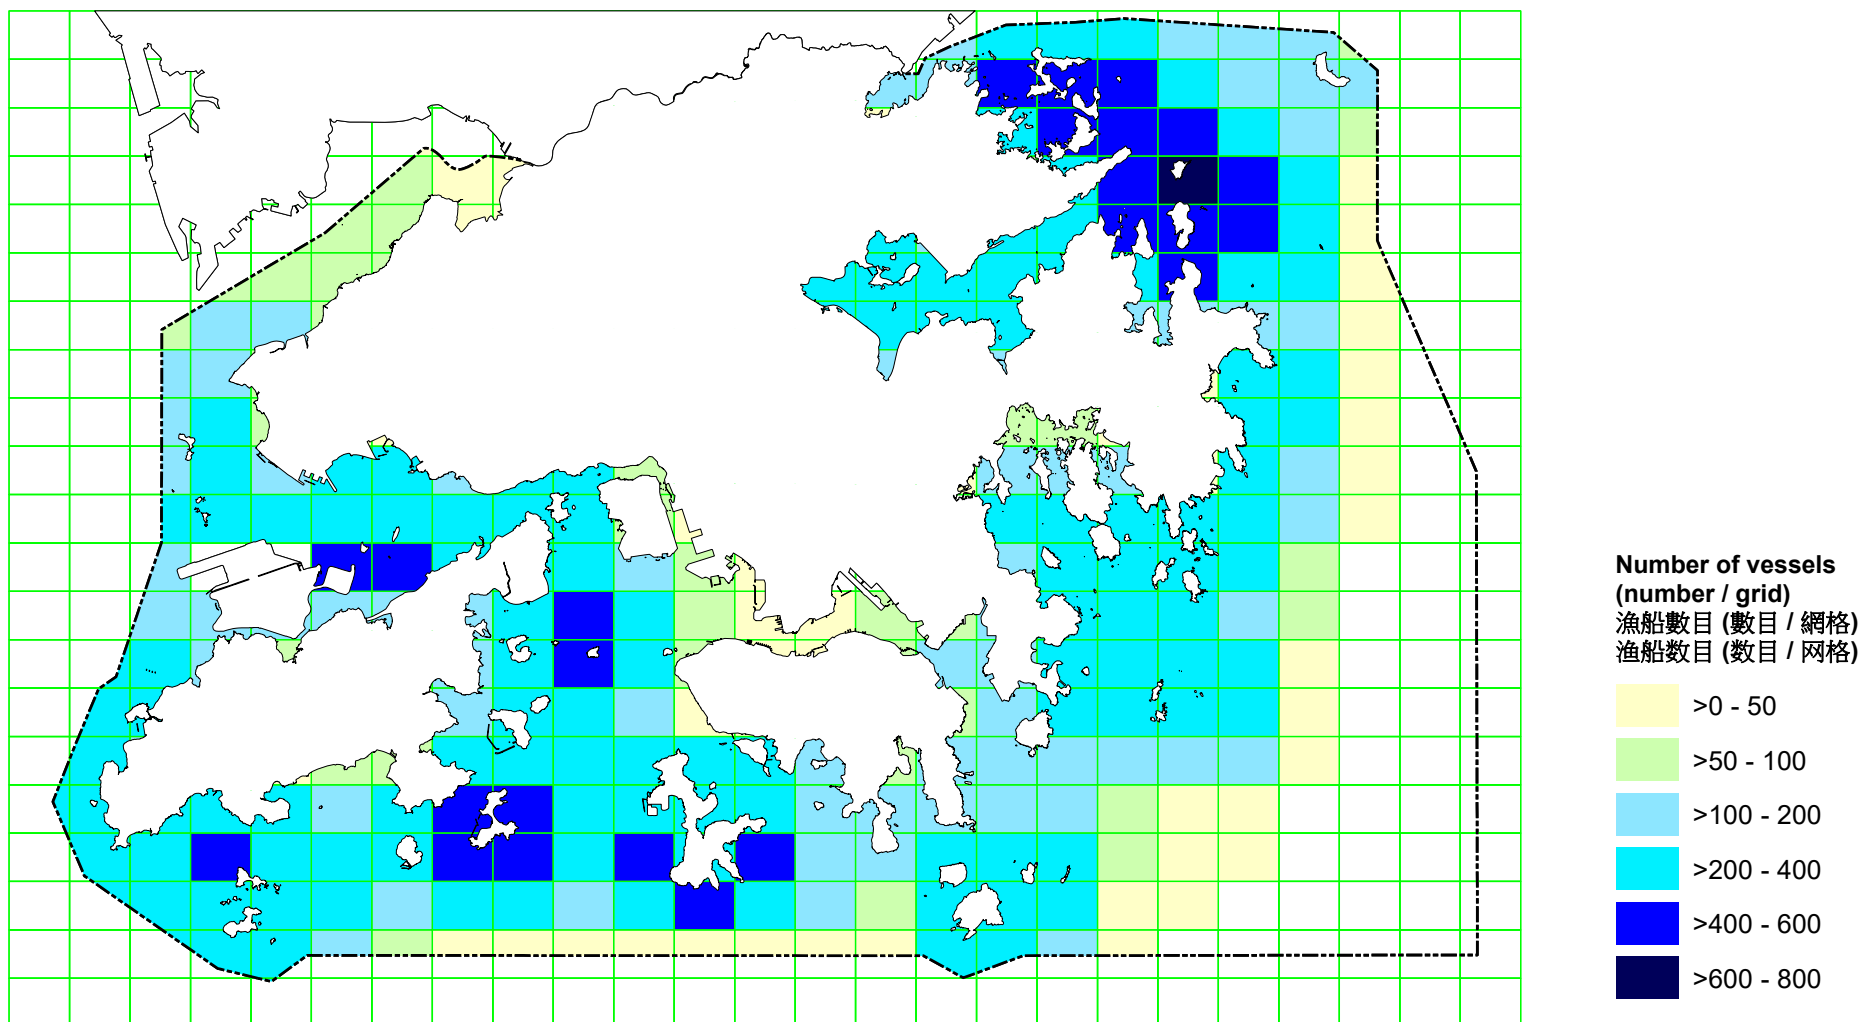 Number of vessels
(number / grid)
漁船數目 (數目 / 網格)
渔船数目 (数目 / 网格)
>0 - 50
>50 - 100
>100 - 200
>200 - 400
>400 - 600
>600 - 800